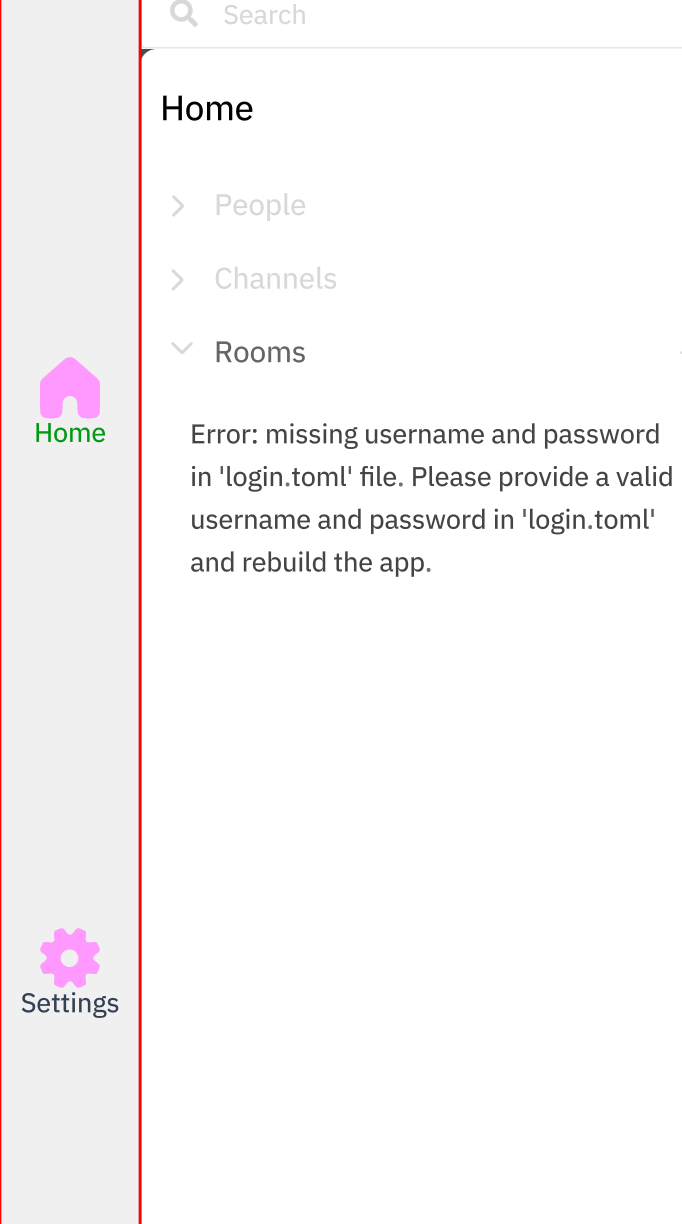 Search
Home
People
Channels
Rooms
Error: missing username and password
in 'login.toml' file. Please provide a valid
username and password in 'login.toml'
and rebuild the app.
Home
Settings